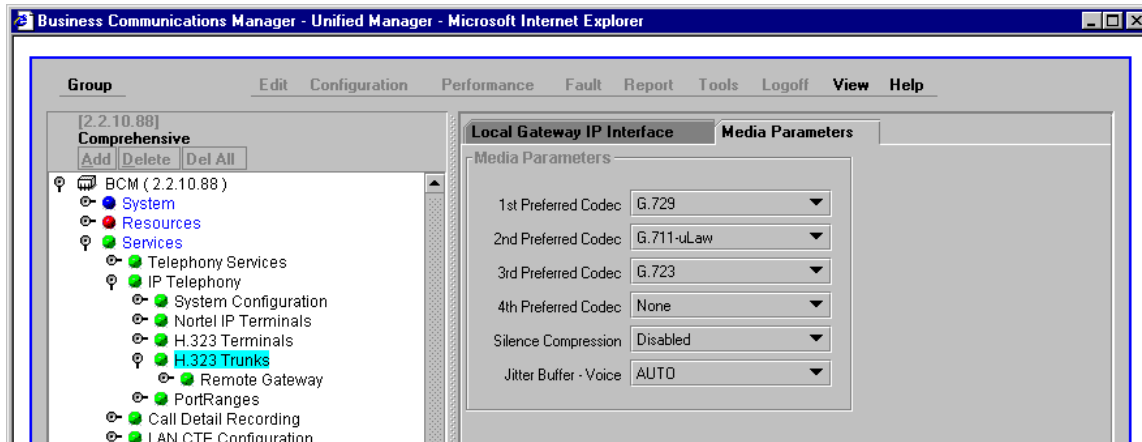 Business Communications Manager - Unified Manager - Microsoft Internet Explorer
Group Edit Configuration Performance Fault Report Tools Logoff View Help
[2.2.10.88]
Comprehensive
Add Delete Del All
BCM ( 2.2.10.88 )
System
Resources
Services
Telephony Services
IP Telephony
System Configuration
Nortel IP Terminals
H.323 Terminals
H.323 Trunks
Remote Gateway
PortRanges
Call Detail Recording
LAN CTE Configuration
Local Gateway IP Interface Media Parameters
Media Parameters
1st Preferred Codec G.729
2nd Preferred Codec G.711-uLaw
3rd Preferred Codec G.723
4th Preferred Codec None
Silence Compression Disabled
Jitter Buffer - Voice AUTO